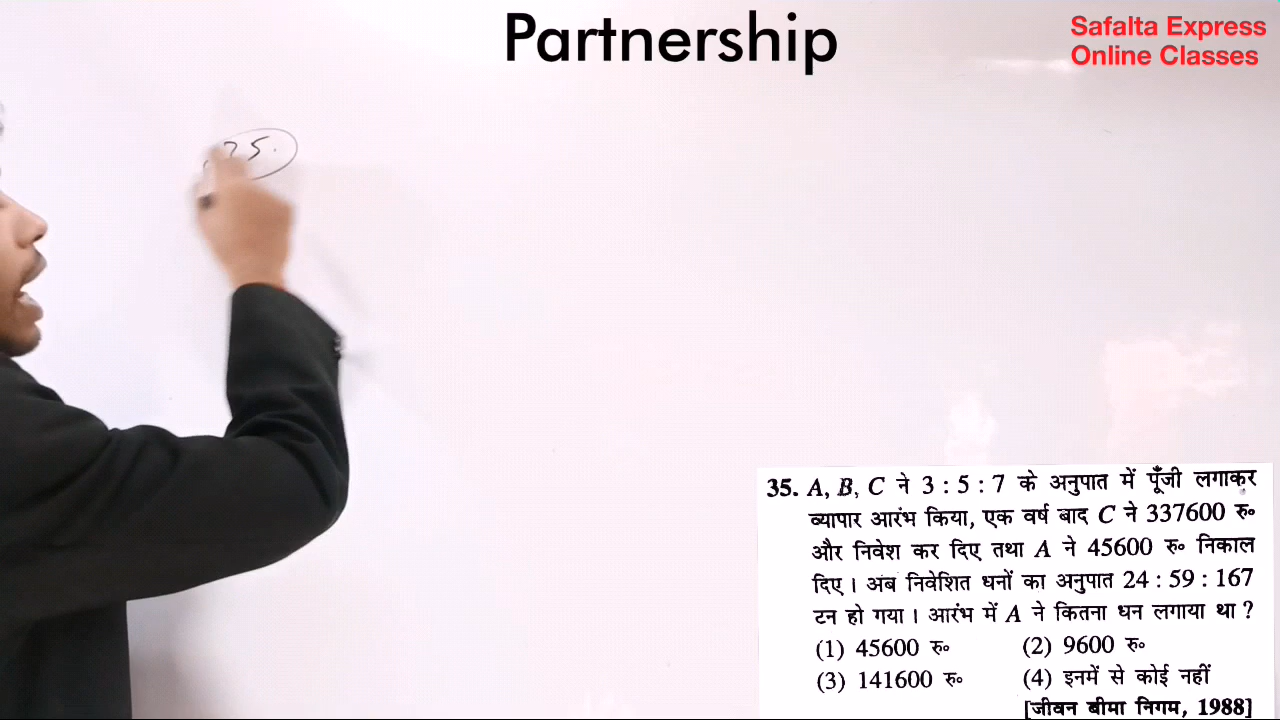 Partnership
Safalta Express
Online Classes
35.
35. A, B, C ने 3 : 5 : 7 के अनुपात में पूँजी लगाकर
व्यापार आरंभ किया, एक वर्ष बाद C ने 337600 रु॰
और निवेश कर दिए तथा A ने 45600 रु॰ निकाल
दिए। अब निवेशित धनों का अनुपात 24 : 59 : 167
टन हो गया। आरंभ में A ने कितना धन लगाया था ?
(1) 45600 रु॰ (2) 9600 रु॰
(3) 141600 रु॰ (4) इनमें से कोई नहीं
[जीवन बीमा निगम, 1988]